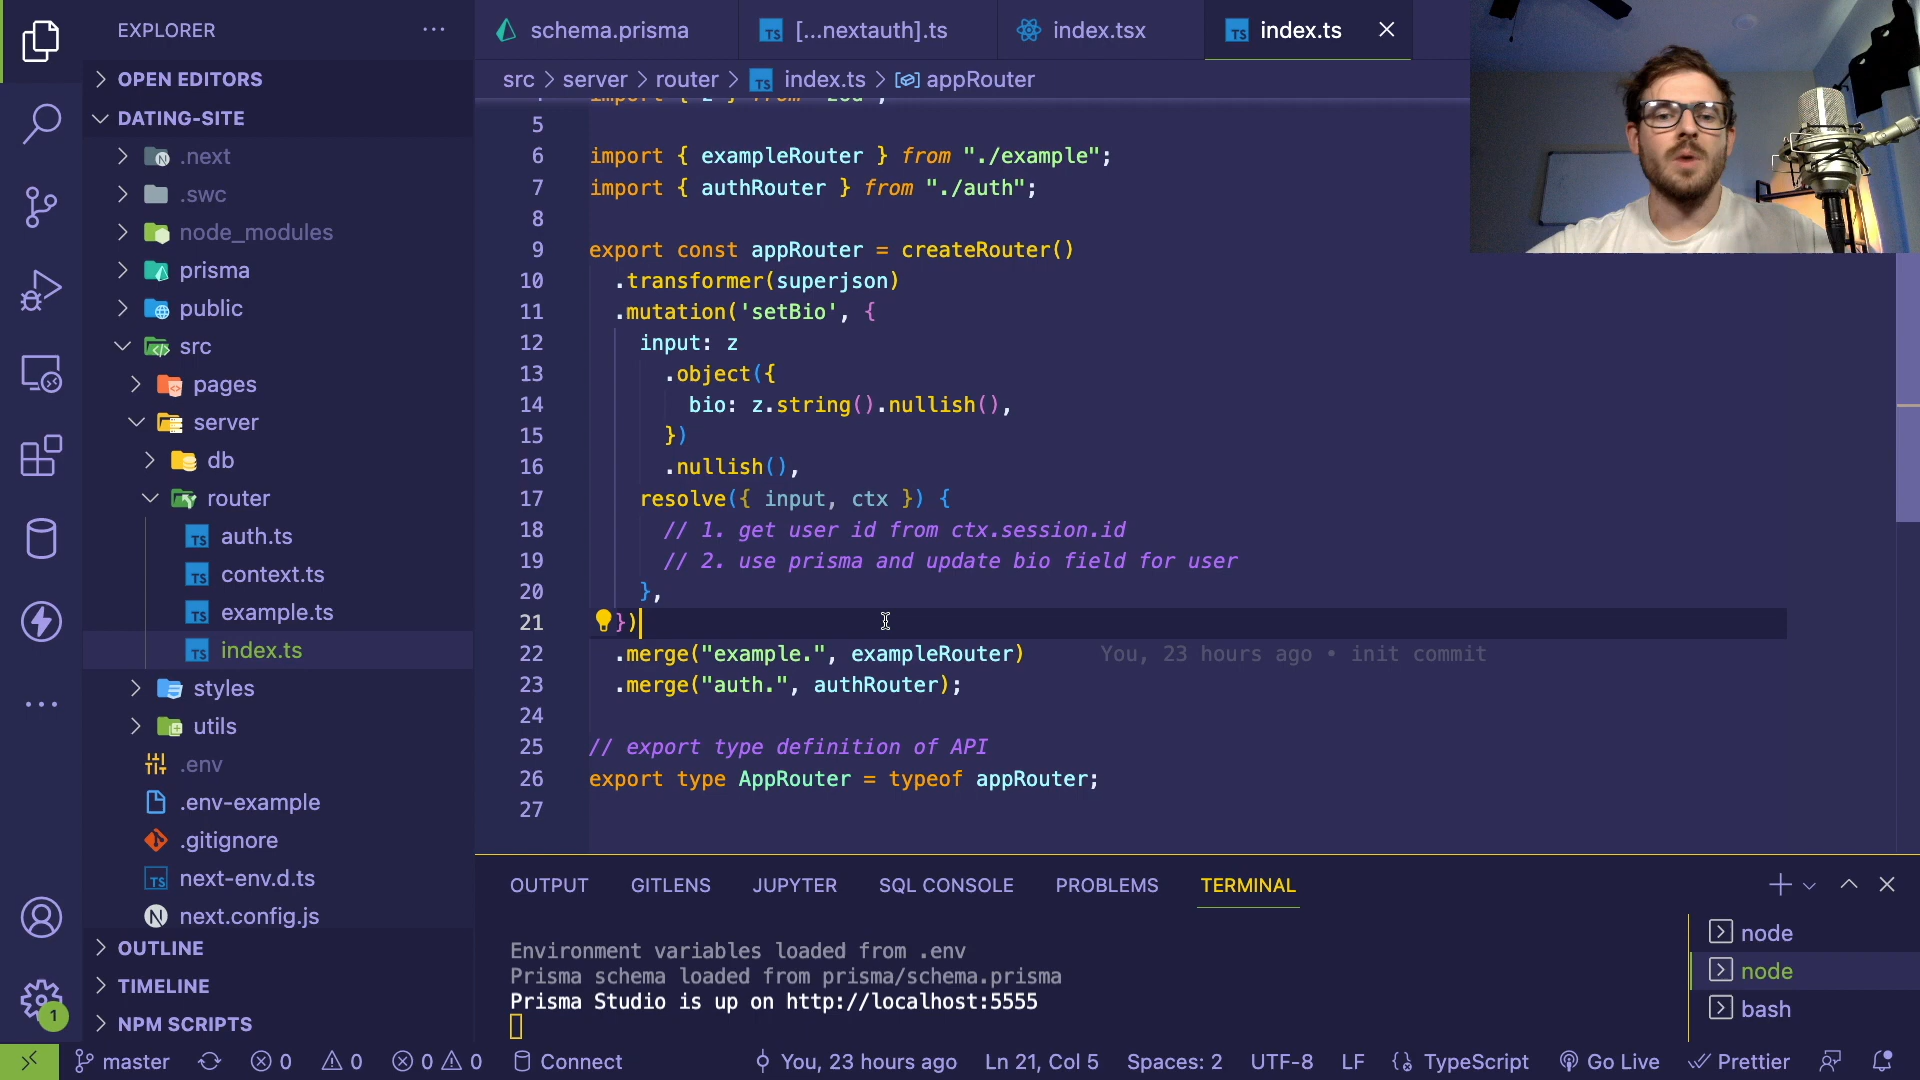 EXPLORER
OPEN EDITORS
DATING-SITE
.next
.swc
node_modules
prisma
public
src
pages
server
db
router
auth.ts
context.ts
example.ts
index.ts
styles
utils
.env
.env-example
.gitignore
next-env.d.ts
next.config.js
OUTLINE
TIMELINE
NPM SCRIPTS
schema.prisma
[...nextauth].ts
index.tsx
index.ts
src > server > router > index.ts > appRouter
5
6 import { exampleRouter } from "./example";
7 import { authRouter } from "./auth";
8
9 export const appRouter = createRouter()
10 .transformer(superjson)
11 .mutation('setBio', {
12 input: z
13 .object({
14 bio: z.string().nullish(),
15 })
16 .nullish(),
17 resolve({ input, ctx }) {
18 // 1. get user id from ctx.session.id
19 // 2. use prisma and update bio field for user
20 },
21 })
22 .merge("example.", exampleRouter) You, 23 hours ago • init commit
23 .merge("auth.", authRouter);
24
25 // export type definition of API
26 export type AppRouter = typeof appRouter;
27
OUTPUT GITLENS JUPYTER SQL CONSOLE PROBLEMS TERMINAL
Environment variables loaded from .env
Prisma schema loaded from prisma/schema.prisma
Prisma Studio is up on http://localhost:5555
node
node
bash
1
master 0 0 0 0 Connect You, 23 hours ago Ln 21, Col 5 Spaces: 2 UTF-8 LF TypeScript Go Live Prettier